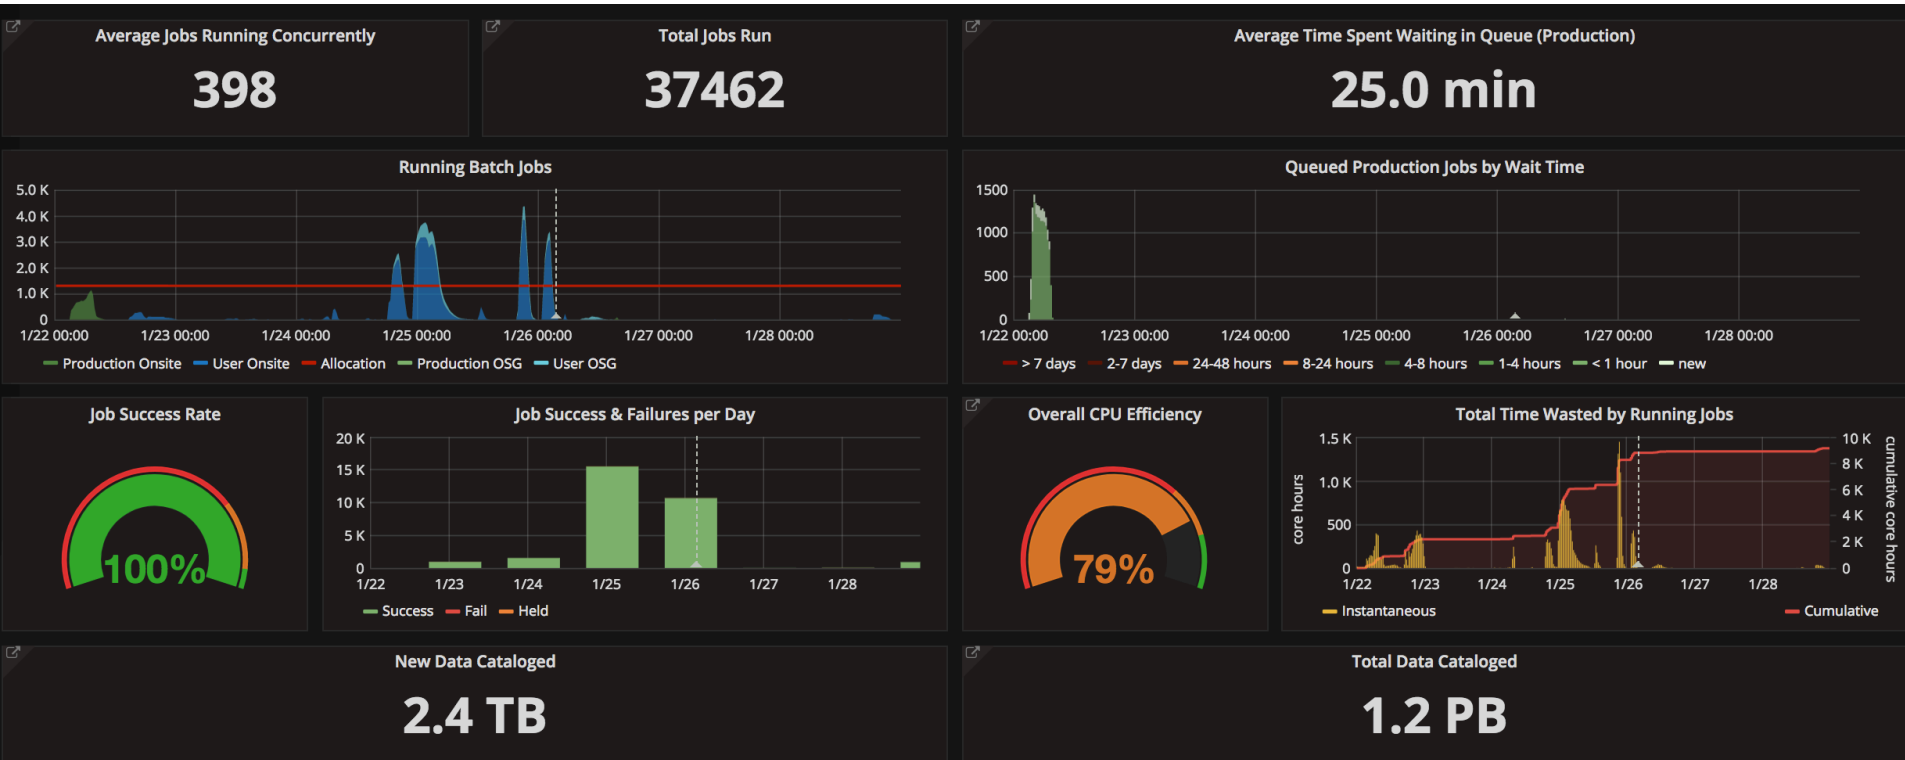 Average Jobs Running Concurrently
398
Total Jobs Run
37462
Average Time Spent Waiting in Queue (Production)
25.0 min
Running Batch Jobs
5.0 K
4.0 K
3.0 K
2.0 K
1.0 K
0
1/22 00:00 1/23 00:00 1/24 00:00 1/25 00:00 1/26 00:00 1/27 00:00 1/28 00:00
Production Onsite User Onsite Allocation Production OSG User OSG
Queued Production Jobs by Wait Time
1500
1000
500
0
1/22 00:00 1/23 00:00 1/24 00:00 1/25 00:00 1/26 00:00 1/27 00:00 1/28 00:00
> 7 days 2-7 days 24-48 hours 8-24 hours 4-8 hours 1-4 hours < 1 hour new
Job Success Rate
100%
Job Success & Failures per Day
20 K
15 K
10 K
5 K
0
1/22 1/23 1/24 1/25 1/26 1/27 1/28
Success Fail Held
Overall CPU Efficiency
79%
Total Time Wasted by Running Jobs
core hours
1.5 K
1.0 K
500
0
10 K
8 K
6 K
4 K
2 K
0
cumulative core hours
1/22 1/23 1/24 1/25 1/26 1/27 1/28
Instantaneous Cumulative
New Data Cataloged
2.4 TB
Total Data Cataloged
1.2 PB